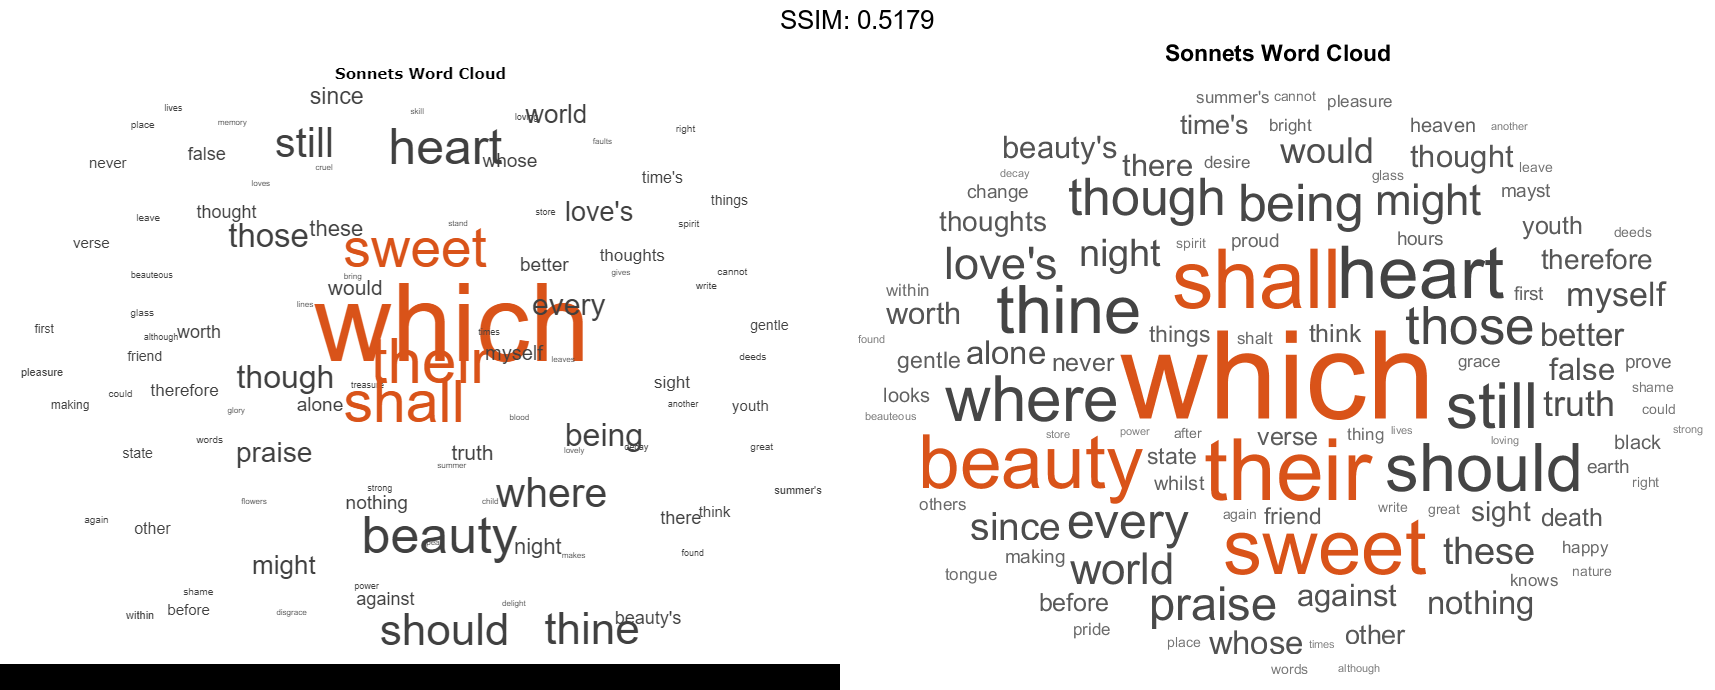 SSIM: 0.5179
Sonnets Word Cloud
since
lives
skill
loving
world
place
memory
right
still
heart
faults
never
false
whose
cruel
loves
time's
things
thought
store
love's
leave
those
these
stand
spirit
verse
sweet
better
thoughts
beauteous
bring
gives
cannot
would
write
which
every
lines
glass
first
although
worth
times
gentle
friend
their
myself
leaves
deeds
pleasure
though
treasure
sight
could
therefore
alone
shall
another
youth
making
glory
blood
being
words
state
praise
truth
lovely
decay
great
summer
strong
summer's
flowers
nothing
child
where
again
other
beauty
there
think
night
makes
found
might
power
shame
against
delight
within
before
disgrace
should
thine
beauty's
Sonnets Word Cloud
summer's
cannot
pleasure
time's
bright
heaven
another
beauty's
there
desire
would
thought
leave
decay
glass
change
though
being
might
mayst
thoughts
youth
deeds
love's
night
spirit
proud
hours
therefore
shall
heart
within
thine
first
myself
worth
those
better
found
things
shalt
think
gentle
alone
never
which
grace
false
prove
looks
where
still
truth
shame
could
beauteous
store
power
after
verse
thing
lives
loving
black
strong
beauty
state
their
should
earth
whilst
right
others
since
every
again
friend
write
great
sight
death
making
sweet
these
happy
tongue
world
knows
nature
before
praise
against
nothing
pride
place
whose
times
other
words
although